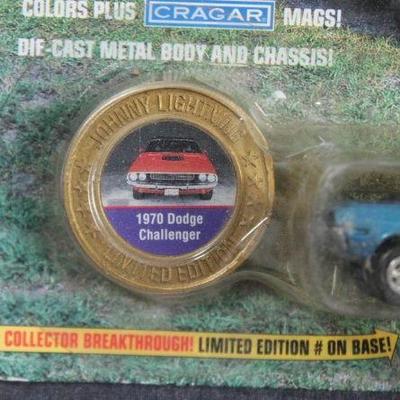 COLORS PLUS CRAGAR MAGS!
DIE-CAST METAL BODY AND CHASSIS!
JOHNNY LIGHTNING
1970 Dodge
Challenger
LIMITED EDITION
COLLECTOR BREAKTHROUGH! LIMITED EDITION # ON BASE!